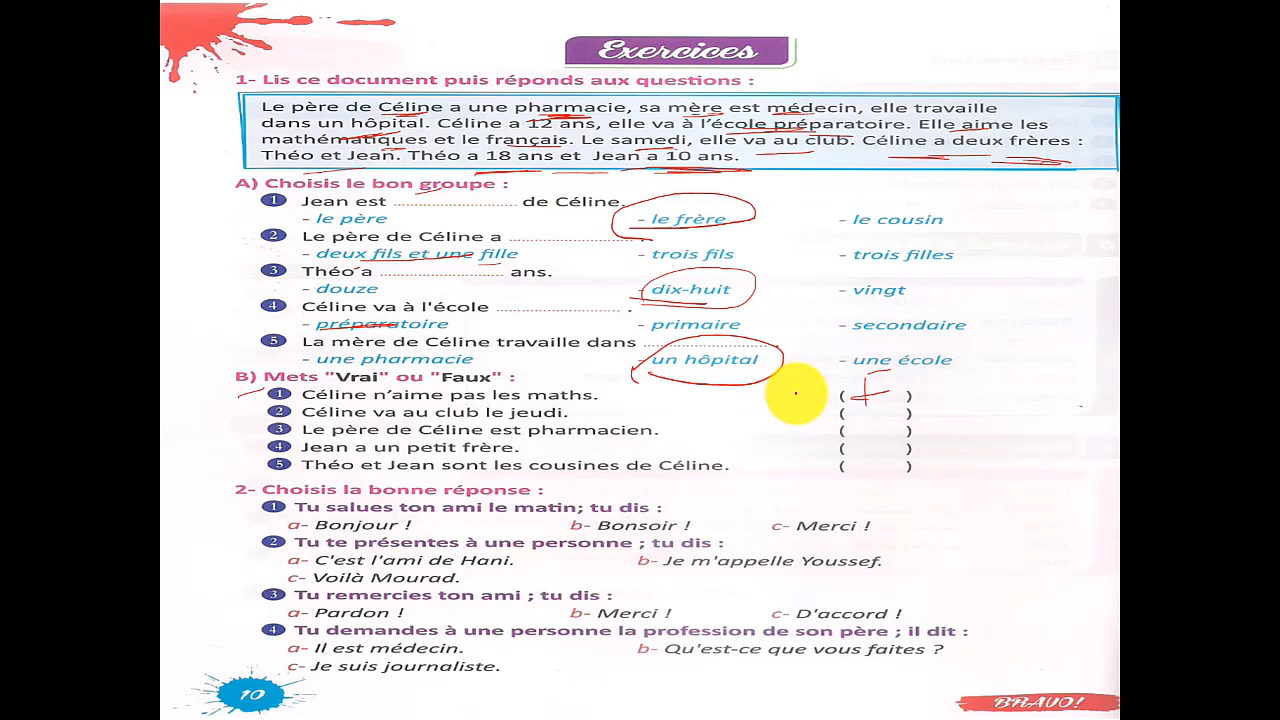 Exercices
1- Lis ce document puis réponds aux questions :
Le père de Céline a une pharmacie, sa mère est médecin, elle travaille
dans un hôpital. Céline a 12 ans, elle va à l'école préparatoire. Elle aime les
mathématiques et le français. Le samedi, elle va au club. Céline a deux frères :
Théo et Jean. Théo a 18 ans et Jean a 10 ans.
A) Choisis le bon groupe :
1 Jean est ........................... de Céline.
- le père - le frère - le cousin
2 Le père de Céline a ...........................
- deux fils et une fille - trois fils - trois filles
3 Théo a ........................... ans.
- douze - dix-huit - vingt
4 Céline va à l'école ........................... .
- préparatoire - primaire - secondaire
5 La mère de Céline travaille dans ...........................
- une pharmacie - un hôpital - une école
B) Mets "Vrai" ou "Faux" :
1 Céline n'aime pas les maths. ( F )
2 Céline va au club le jeudi. ( )
3 Le père de Céline est pharmacien. ( )
4 Jean a un petit frère. ( )
5 Théo et Jean sont les cousines de Céline. ( )
2- Choisis la bonne réponse :
1 Tu salues ton ami le matin; tu dis :
a- Bonjour ! b- Bonsoir ! c- Merci !
2 Tu te présentes à une personne ; tu dis :
a- C'est l'ami de Hani. b- Je m'appelle Youssef.
c- Voilà Mourad.
3 Tu remercies ton ami ; tu dis :
a- Pardon ! b- Merci ! c- D'accord !
4 Tu demandes à une personne la profession de son père ; il dit :
a- Il est médecin. b- Qu'est-ce que vous faites ?
c- Je suis journaliste.
10
BRAVO!